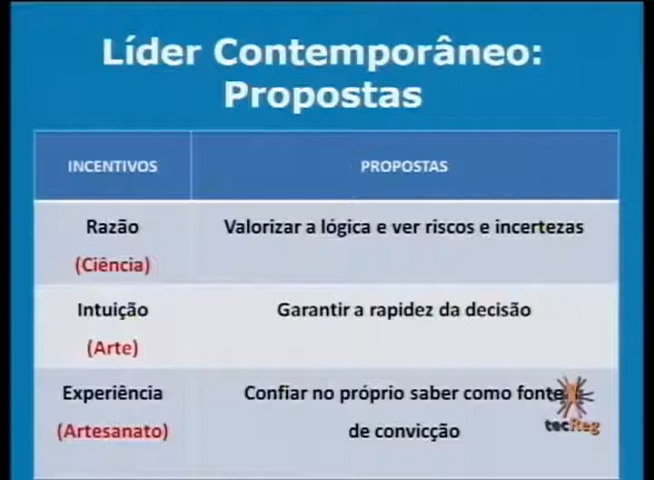 Líder Contemporâneo:
Propostas
INCENTIVOS PROPOSTAS
Razão Valorizar a lógica e ver riscos e incertezas
(Ciência)
Intuição Garantir a rapidez da decisão
(Arte)
Experiência Confiar no próprio saber como fonte
(Artesanato) de convicção
tecReg